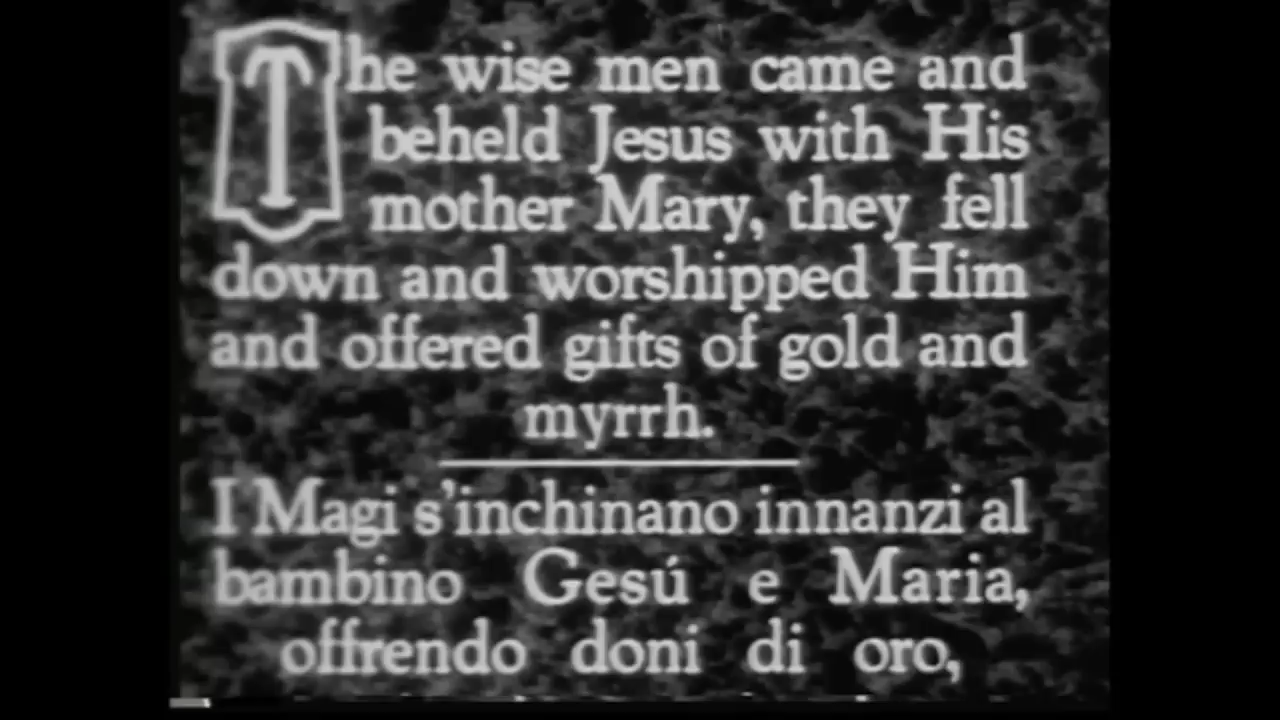 The wise men came and
beheld Jesus with His
mother Mary, they fell
down and worshipped Him
and offered gifts of gold and
myrrh.
I Magi s'inchinano innanzi al
bambino Gesú e Maria,
offrendo doni di oro,